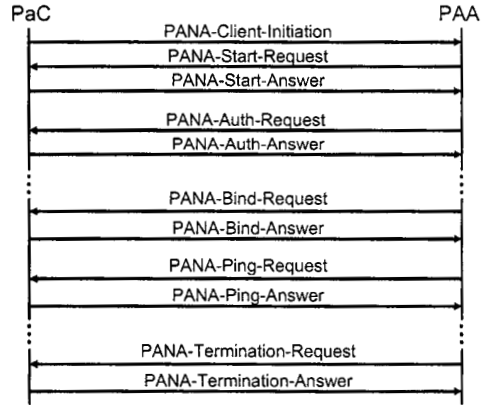 PaC PAA
PANA-Client-Initiation
PANA-Start-Request
PANA-Start-Answer
PANA-Auth-Request
PANA-Auth-Answer
PANA-Bind-Request
PANA-Bind-Answer
PANA-Ping-Request
PANA-Ping-Answer
PANA-Termination-Request
PANA-Termination-Answer